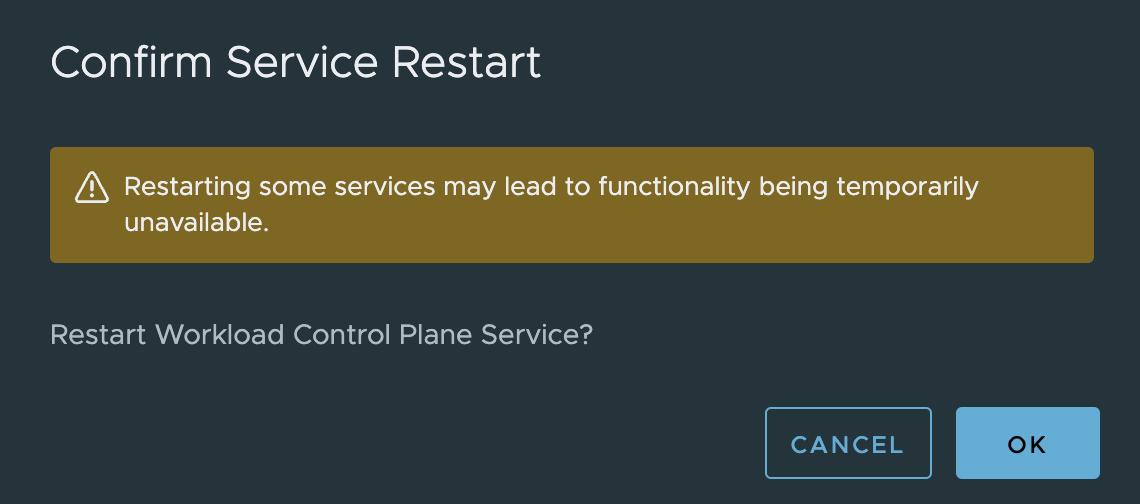 Confirm Service Restart
Restarting some services may lead to functionality being temporarily
unavailable.
Restart Workload Control Plane Service?
CANCEL
OK